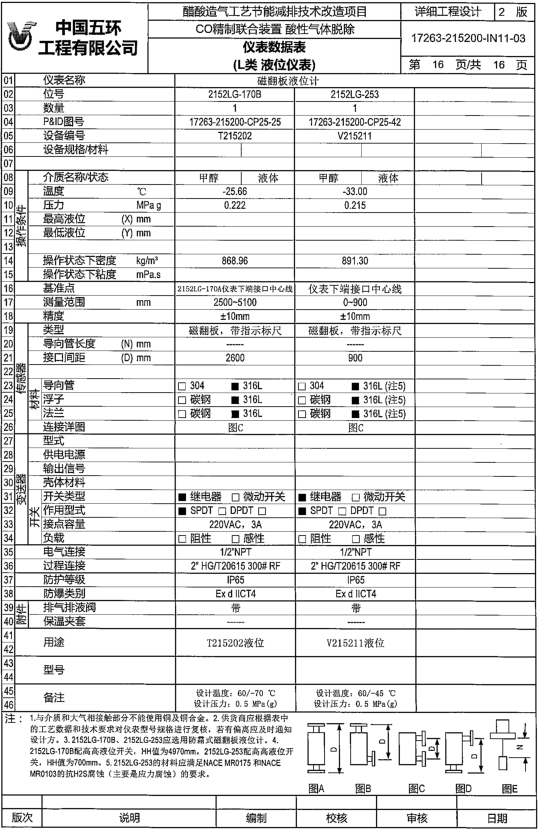 中国五环
工程有限公司
醋酸造气工艺节能减排技术改造项目
CO精制联合装置 酸性气体脱除
仪表数据表
(L类 液位仪表)
详细工程设计 2 版
17263-215200-IN11-03
第 16 页/共 16 页
01 仪表名称 磁翻板液位计
02 位号 2152LG-170B 2152LG-253
03 数量 1 1
04 P&ID图号 17263-215200-CP25-25 17263-215200-CP25-42
05 设备编号 T215202 V215211
06 设备规格/材料
07
操作条件
08 介质名称/状态 甲醇 液体 甲醇 液体
09 温度 ℃ -25.66 -33.00
10 压力 MPa g 0.222 0.215
11 最高液位 (X) mm
12 最低液位 (Y) mm
13
14 操作状态下密度 kg/m³ 868.96 891.30
15 操作状态下粘度 mPa.s
16 基准点 2152LG-170A仪表下端接口中心线 仪表下端接口中心线
17 测量范围 mm 2500~5100 0~900
18 精度 ±10mm ±10mm
传感器
19 类型 磁翻板，带指示标尺 磁翻板，带指示标尺
20 导向管长度 (N) mm ------ ------
21 接口间距 (D) mm 2600 900
22
材料
23 导向管 □ 304 ■ 316L □ 304 ■ 316L (注5)
24 浮子 □ 碳钢 ■ 316L □ 碳钢 ■ 316L (注5)
25 法兰 □ 碳钢 ■ 316L □ 碳钢 ■ 316L (注5)
26 连接详图 图C 图C
变送器
27 型式
28 供电电源
29 输出信号
30 壳体材料
开关
31 开关类型 ■ 继电器 □ 微动开关 ■ 继电器 □ 微动开关
32 作用型式 ■ SPDT □ DPDT □ ■ SPDT □ DPDT □
33 接点容量 220VAC，3A 220VAC，3A
34 负载 □ 阻性 □ 感性 □ 阻性 □ 感性
35 电气连接 1/2"NPT 1/2"NPT
36 过程连接 2" HG/T20615 300# RF 2" HG/T20615 300# RF
37 防护等级 IP65 IP65
38 防爆类别 Ex d IICT4 Ex d IICT4
附件
39 排气排液阀 带 带
40 保温夹套 ------ ------
41
42 用途 T215202液位 V215211液位
43
44 型号
45 设计温度：60/-70 ℃ 设计温度：60/-45 ℃
46 备注 设计压力：0.5 MPa(g) 设计压力：0.5 MPa(g)
注： 1.与介质和大气相接触部分不能使用铜及铜合金。2.供货商应根据表中
的工艺数据和技术要求对仪表型号规格进行复核，若有偏高应及时通知
设计方。3.2152LG-170B、2152LG-253应选用防霜式磁翻板液位计。4.
2152LG-170B配高高液位开关，HH值为4970mm，2152LG-253配高高液位开
关，HH值为700mm。5.2152LG-253的材料应满足NACE MR0175 和NACE
MR0103的抗H2S腐蚀（主要是应力腐蚀）的要求。
D D D N
图A 图B 图C 图D 图E
版次 说明 编制 校核 审核 日期